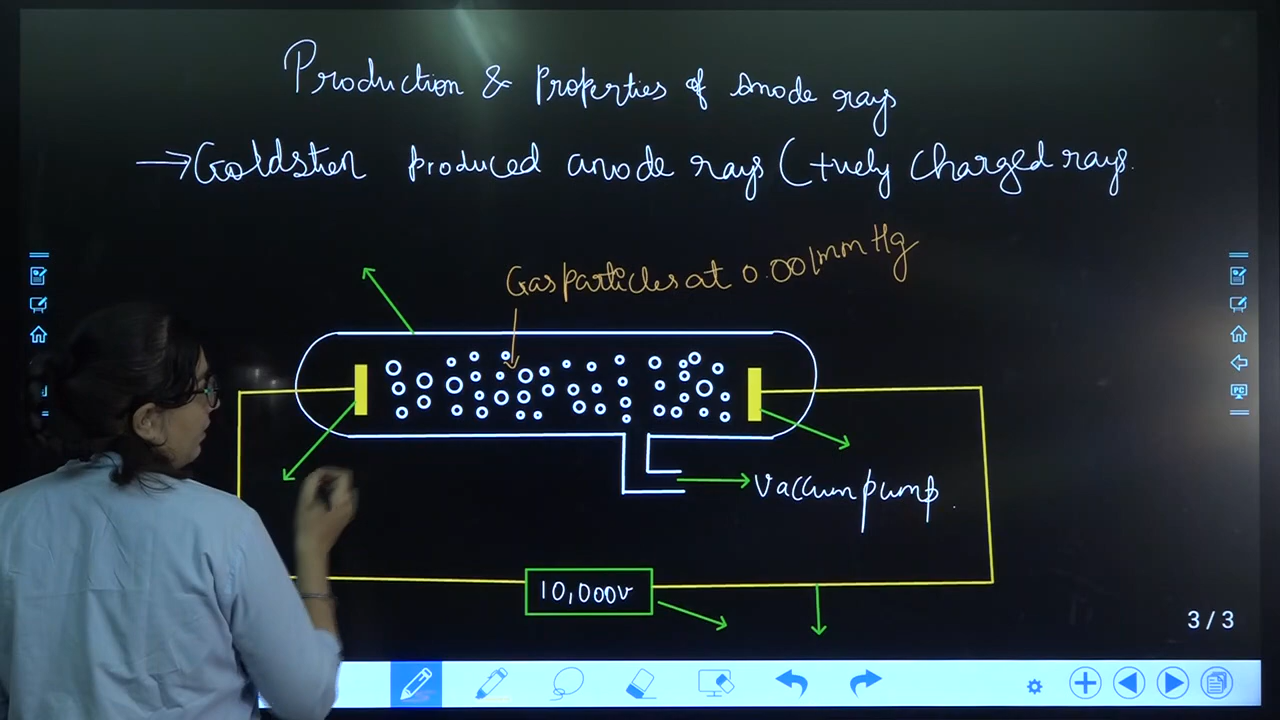 Production & Properties of Anode rays
→ Goldstien produced anode rays (+vely charged rays.
Gas particles at 0.001mm Hg
Vaccum pump.
10,000v
3 / 3
PC